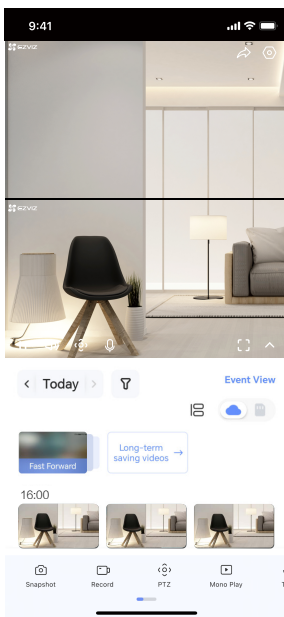 9:41
EZVIZ
EZVIZ
Today
Event View
Fast Forward
Long-term
saving videos
16:00
Snapshot
Record
PTZ
Mono Play